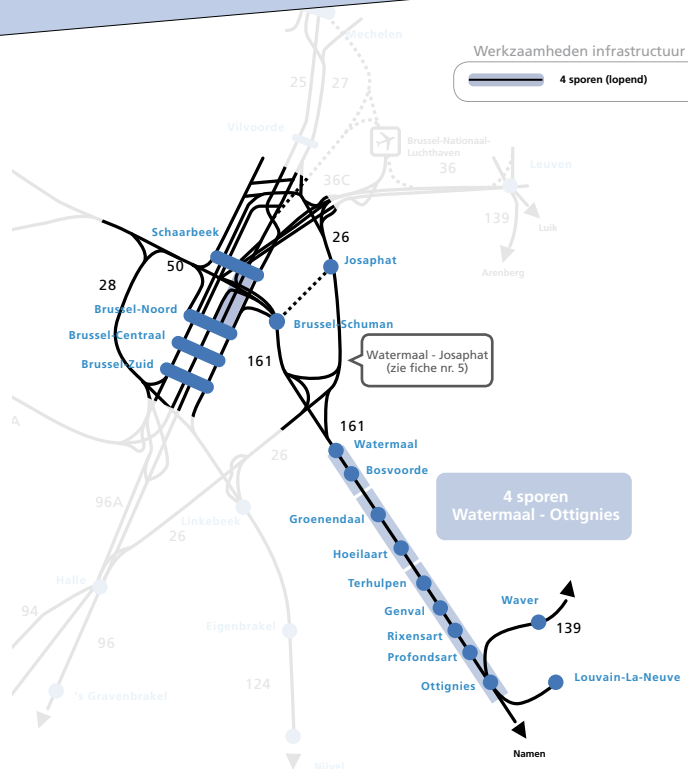 Mechelen
Werkzaamheden infrastructuur
4 sporen (lopend)
25
27
Vilvoorde
Brussel-Nationaal-
Luchthaven
36
Leuven
36C
139
Luik
Arenberg
Schaarbeek
26
50
Josaphat
28
Brussel-Noord
Brussel-Schuman
Brussel-Centraal
Brussel-Zuid
161
Watermaal - Josaphat
(zie fiche nr. 5)
A
161
Watermaal
26
Bosvoorde
96A
4 sporen
Watermaal - Ottignies
Linkebeek
Groenendaal
26
Hoeilaart
Halle
Terhulpen
94
Genval
Waver
Eigenbrakel
139
Rixensart
96
Profondsart
Louvain-La-Neuve
Ottignies
124
's Gravenbrakel
Namen
Nijvel